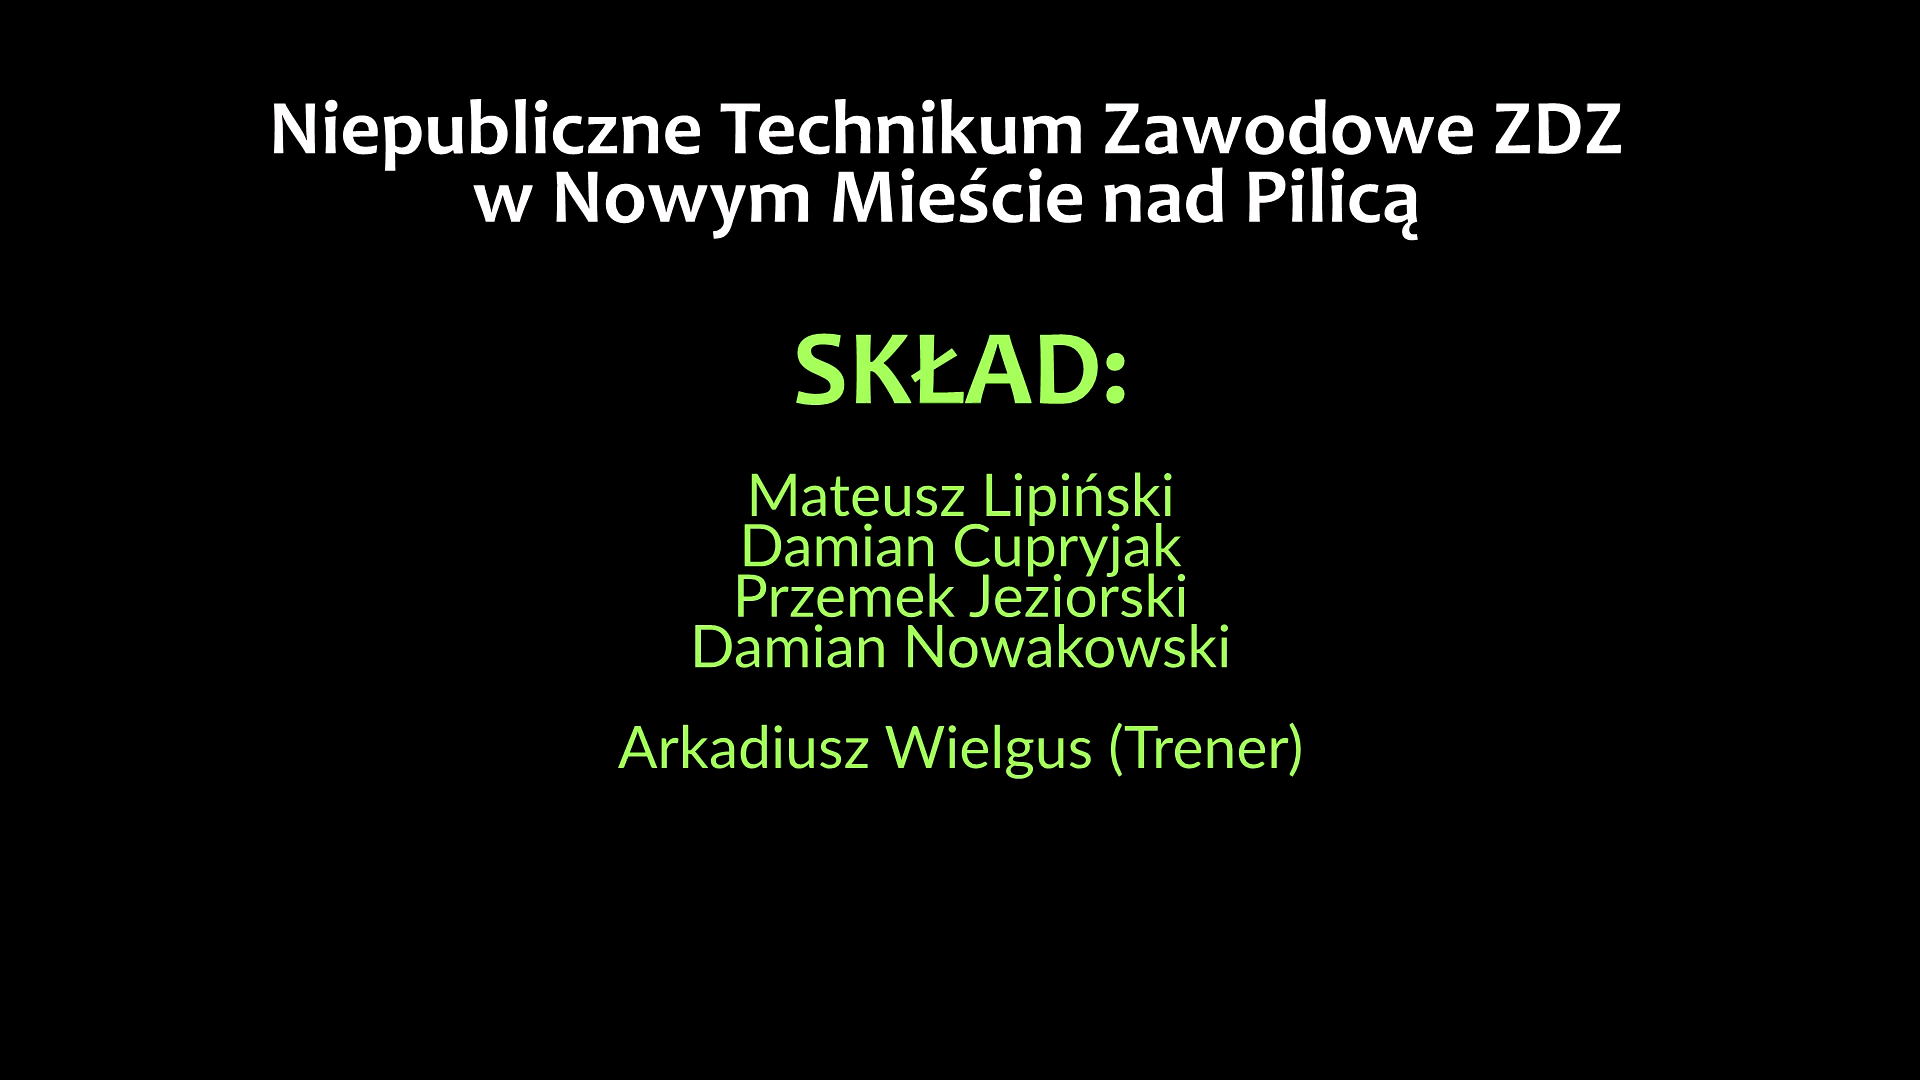 Niepubliczne Technikum Zawodowe ZDZ
w Nowym Mieście nad Pilicą
SKŁAD:
Mateusz Lipiński
Damian Cupryjak
Przemek Jeziorski
Damian Nowakowski
Arkadiusz Wielgus (Trener)